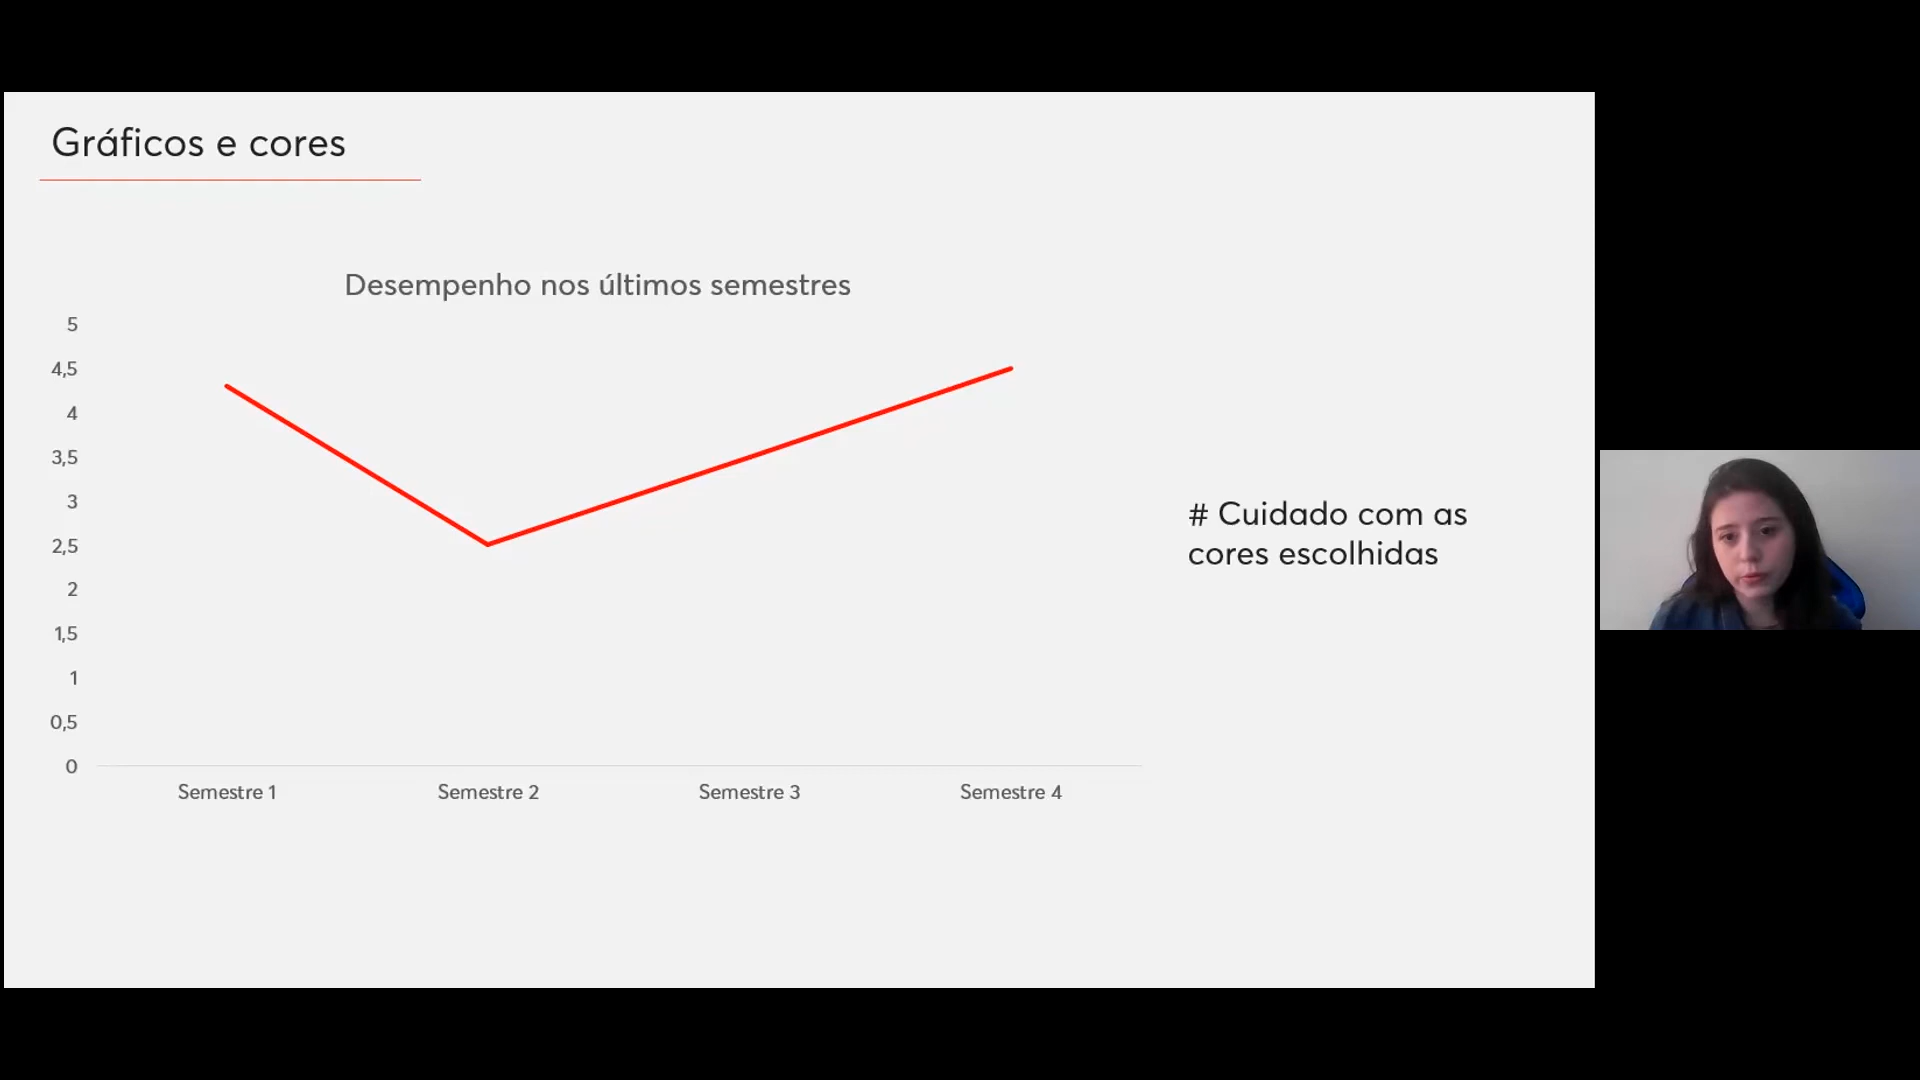 Gráficos e cores
Desempenho nos últimos semestres
5
4,5
4
3,5
3
2,5
2
1,5
1
0,5
0
Semestre 1 Semestre 2 Semestre 3 Semestre 4
# Cuidado com as
cores escolhidas